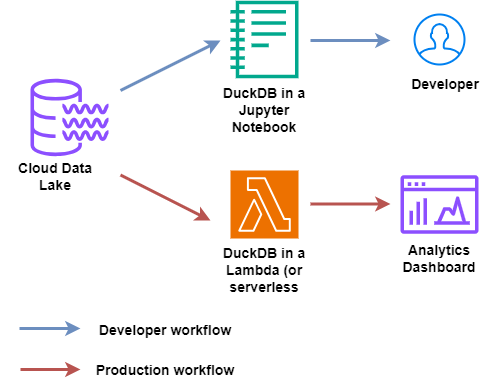 DuckDB in a
Jupyter
Notebook
Developer
Cloud Data
Lake
DuckDB in a
Lambda (or
serverless
Analytics
Dashboard
Developer workflow
Production workflow